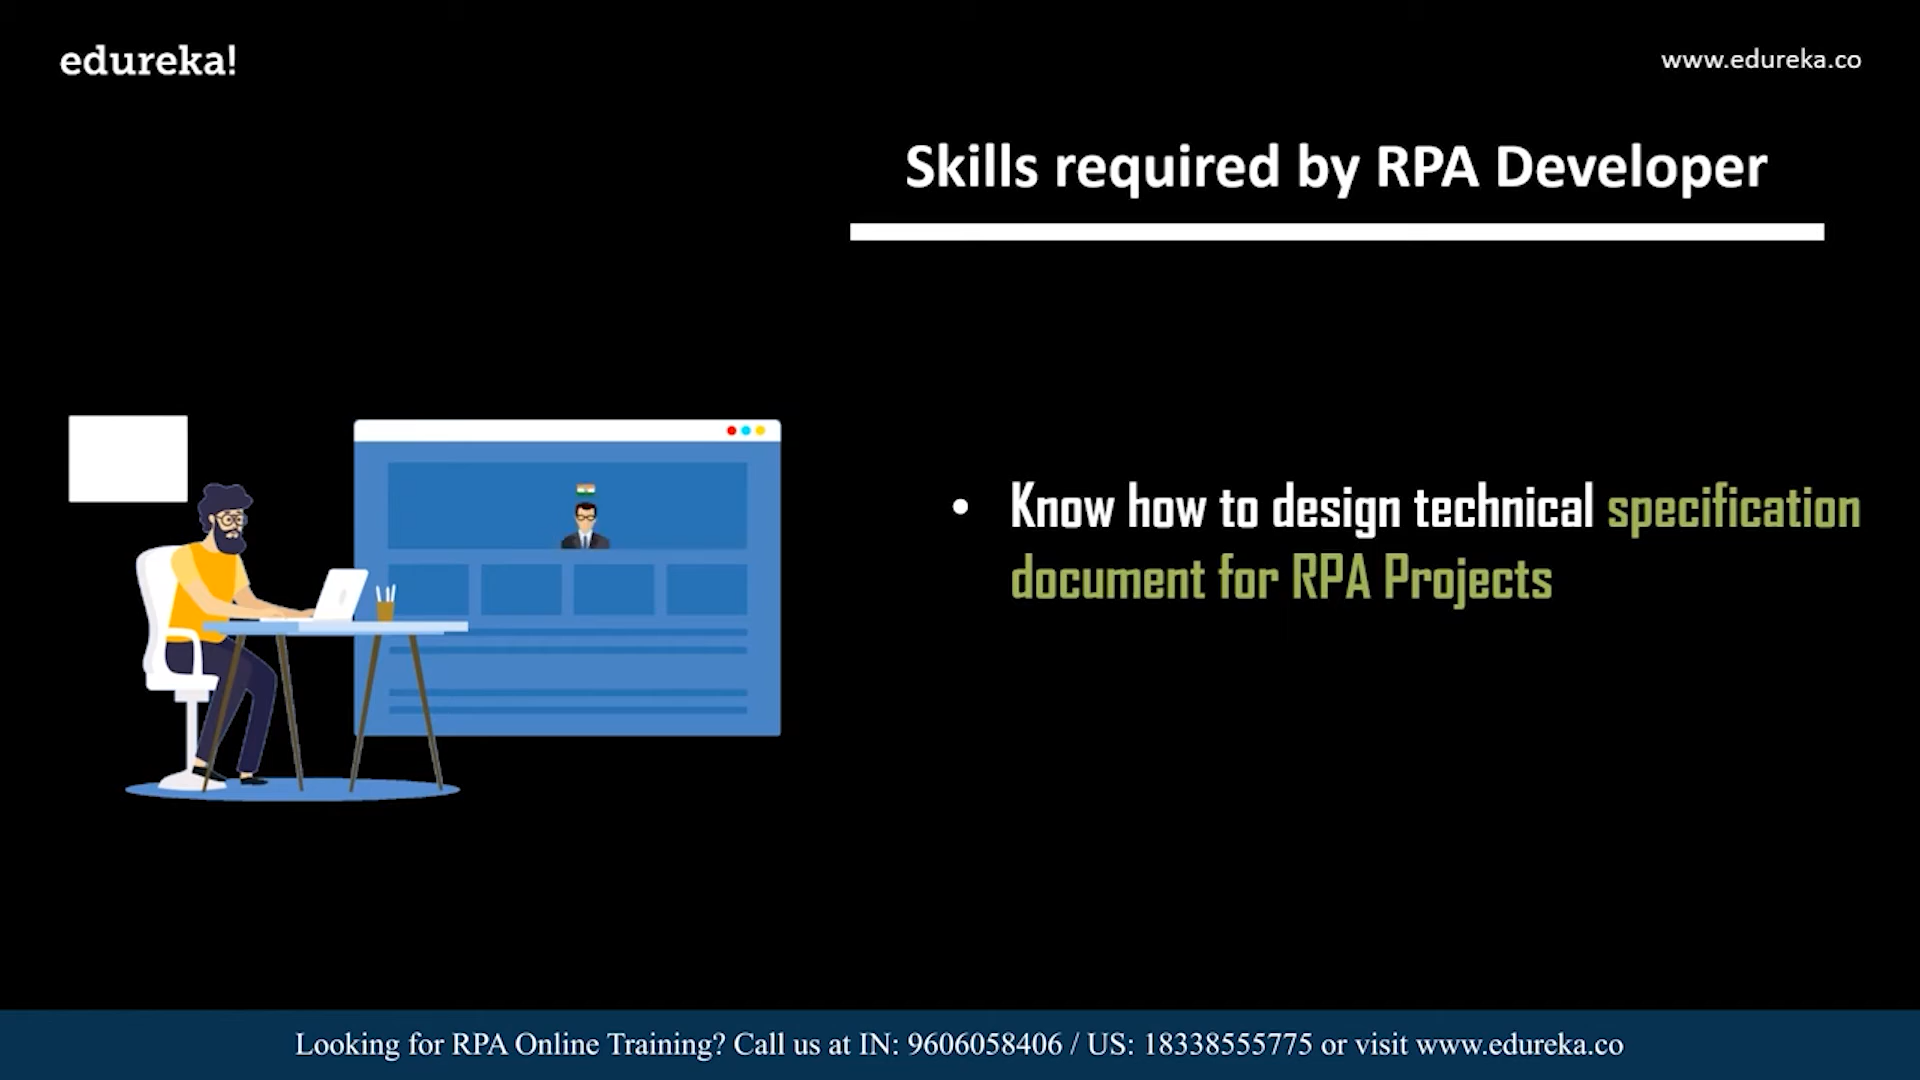 edureka!
www.edureka.co
Skills required by RPA Developer
• Know how to design technical specification
document for RPA Projects
Looking for RPA Online Training? Call us at IN: 9606058406 / US: 18338555775 or visit www.edureka.co